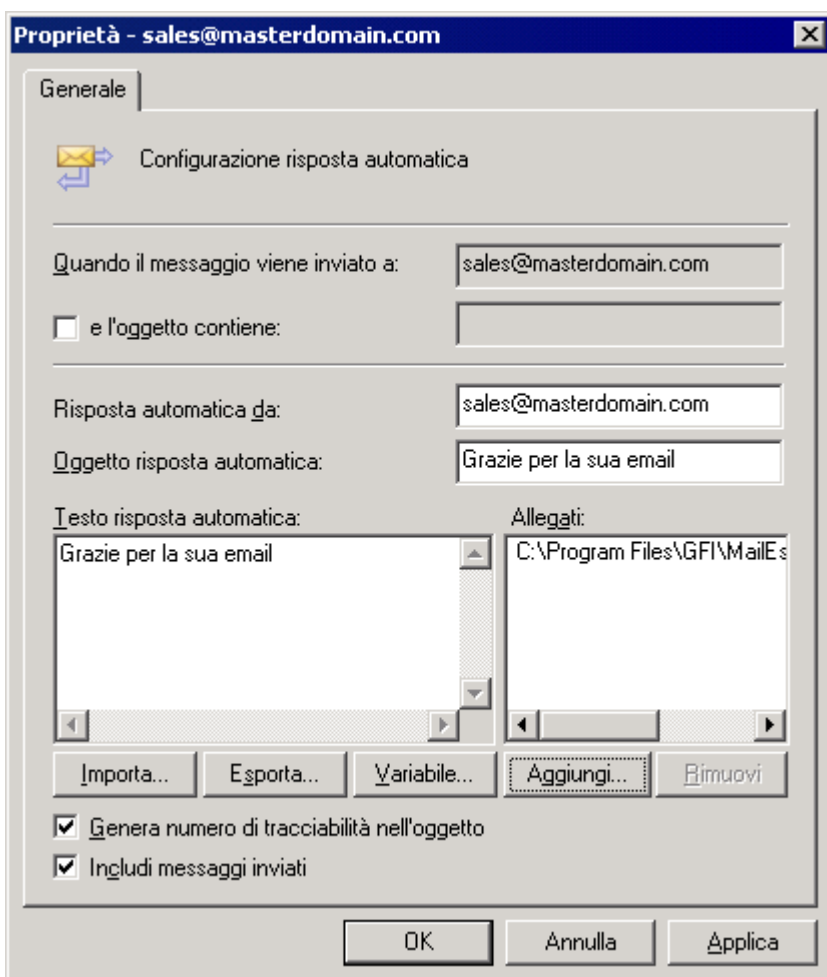 Proprietà - sales@masterdomain.com
Generale
Configurazione risposta automatica
Quando il messaggio viene inviato a: sales@masterdomain.com
e l'oggetto contiene:
Risposta automatica da: sales@masterdomain.com
Oggetto risposta automatica: Grazie per la sua email
Testo risposta automatica: Allegati:
Grazie per la sua email C:\Program Files\GFI\MailEs
Importa... Esporta... Variabile... Aggiungi... Rimuovi
Genera numero di tracciabilità nell'oggetto
Includi messaggi inviati
OK Annulla Applica